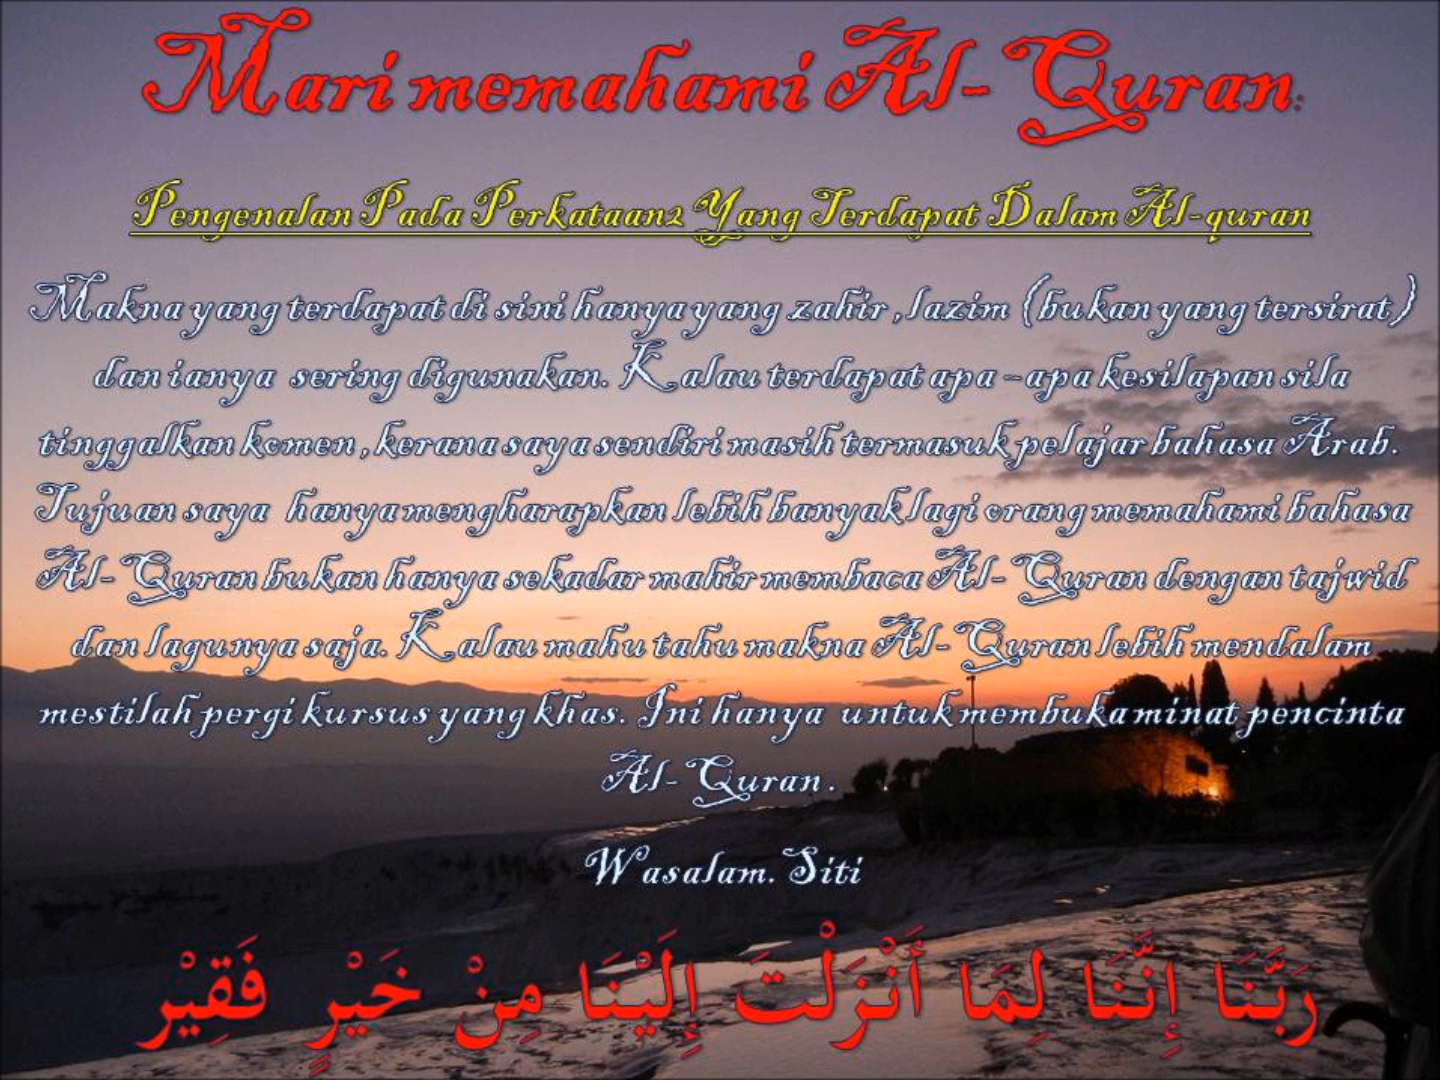 Mari memahami Al-Quran:
Pengenalan Pada Perkataan2 Yang Terdapat Dalam Al-quran
Makna yang terdapat di sini hanya yang zahir, lazim (bukan yang tersirat)
dan ianya sering digunakan. Kalau terdapat apa –apa kesilapan sila
tinggalkan komen, kerana saya sendiri masih termasuk pelajar bahasa Arab.
Tujuan saya hanya mengharapkan lebih banyak lagi orang memahami bahasa
Al-Quran bukan hanya sekadar mahir membaca Al-Quran dengan tajwid
dan lagunya saja. Kalau mahu tahu makna Al-Quran lebih mendalam
mestilah pergi kursus yang khas. Ini hanya untuk membuka minat pencinta
Al-Quran.
Wasalam. Siti
رَبَّنَا إِنَّنَا لِمَا أَنْزَلْتَ إِلَيْنَا مِنْ خَيْرٍ فَقِيْر